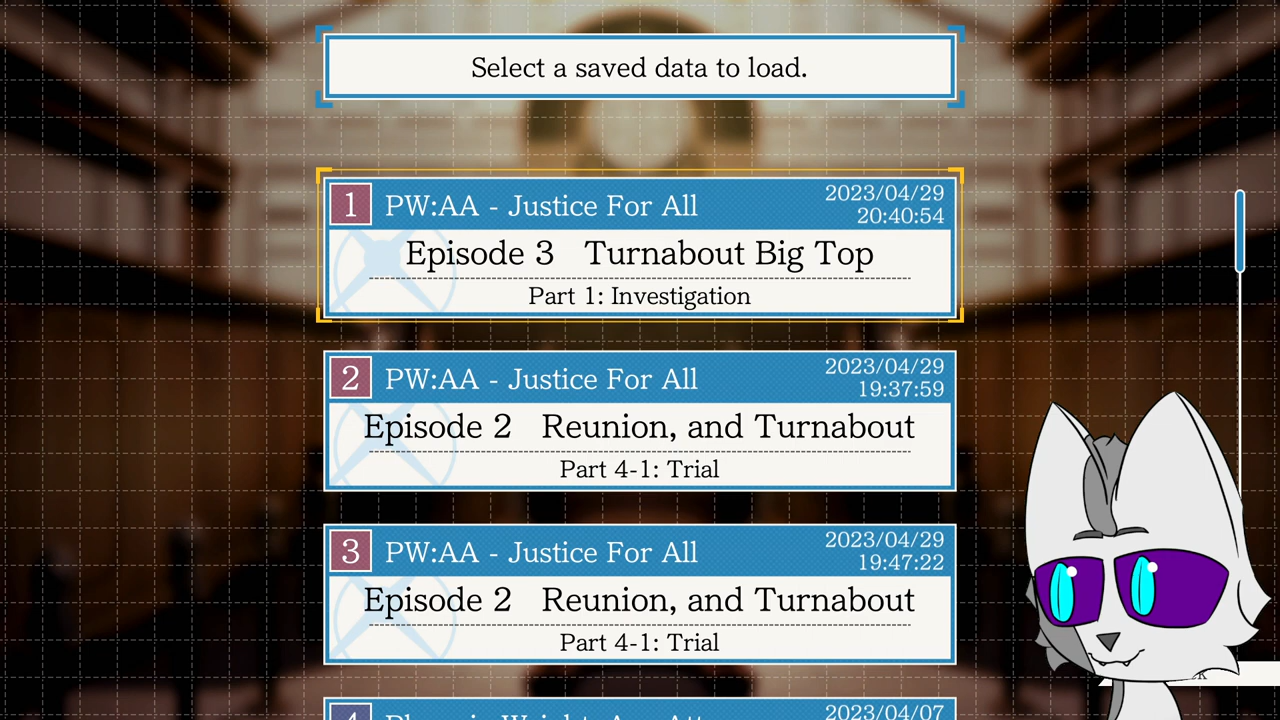 Select a saved data to load.
1 PW:AA - Justice For All 2023/04/29
20:40:54
Episode 3 Turnabout Big Top
Part 1: Investigation
2 PW:AA - Justice For All 2023/04/29
19:37:59
Episode 2 Reunion, and Turnabout
Part 4-1: Trial
3 PW:AA - Justice For All 2023/04/29
19:47:22
Episode 2 Reunion, and Turnabout
Part 4-1: Trial
4 2023/04/07